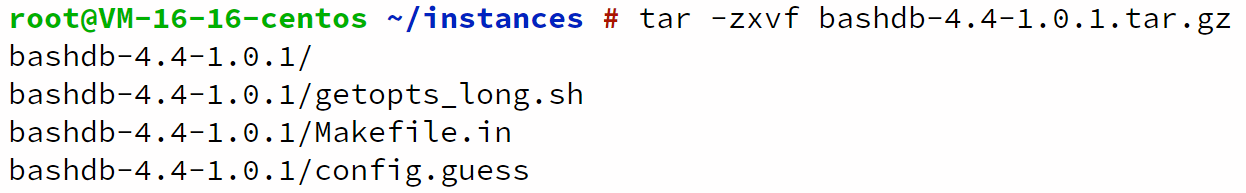 root@VM-16-16-centos ~/instances # tar -zxvf bashdb-4.4-1.0.1.tar.gz
bashdb-4.4-1.0.1/
bashdb-4.4-1.0.1/getopts_long.sh
bashdb-4.4-1.0.1/Makefile.in
bashdb-4.4-1.0.1/config.guess